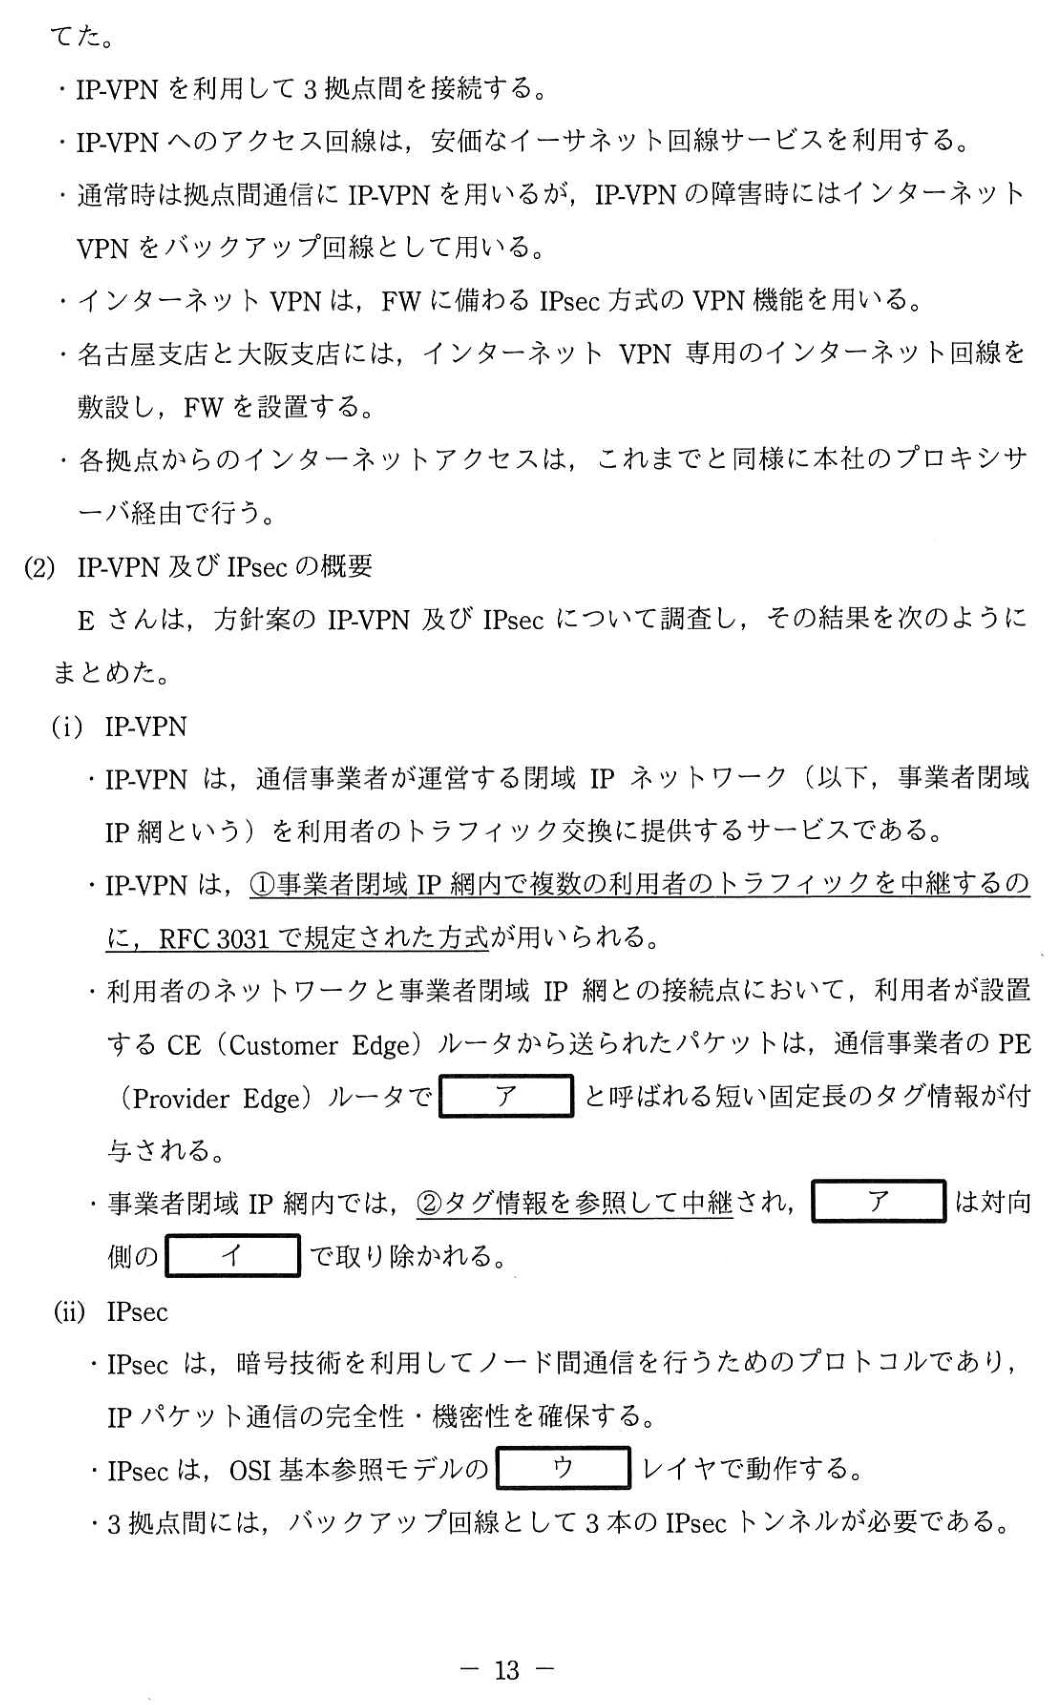 てた。
・IP-VPN を利用して 3 拠点間を接続する。
・IP-VPN へのアクセス回線は，安価なイーサネット回線サービスを利用する。
・通常時は拠点間通信に IP-VPN を用いるが，IP-VPN の障害時にはインターネット
VPN をバックアップ回線として用いる。
・インターネット VPN は，FW に備わる IPsec 方式の VPN 機能を用いる。
・名古屋支店と大阪支店には，インターネット VPN 専用のインターネット回線を
敷設し，FW を設置する。
・各拠点からのインターネットアクセスは，これまでと同様に本社のプロキシサ
ーバ経由で行う。
(2) IP-VPN 及び IPsec の概要
E さんは，方針案の IP-VPN 及び IPsec について調査し，その結果を次のように
まとめた。
(i) IP-VPN
・IP-VPN は，通信事業者が運営する閉域 IP ネットワーク（以下，事業者閉域
IP 網という）を利用者のトラフィック交換に提供するサービスである。
・IP-VPN は，①事業者閉域 IP 網内で複数の利用者のトラフィックを中継するの
に，RFC 3031 で規定された方式が用いられる。
・利用者のネットワークと事業者閉域 IP 網との接続点において，利用者が設置
する CE（Customer Edge）ルータから送られたパケットは，通信事業者の PE
（Provider Edge）ルータで ア と呼ばれる短い固定長のタグ情報が付
与される。
・事業者閉域 IP 網内では，②タグ情報を参照して中継され， ア は対向
側の イ で取り除かれる。
(ii) IPsec
・IPsec は，暗号技術を利用してノード間通信を行うためのプロトコルであり，
IP パケット通信の完全性・機密性を確保する。
・IPsec は，OSI 基本参照モデルの ウ レイヤで動作する。
・3 拠点間には，バックアップ回線として 3 本の IPsec トンネルが必要である。
－ 13 －